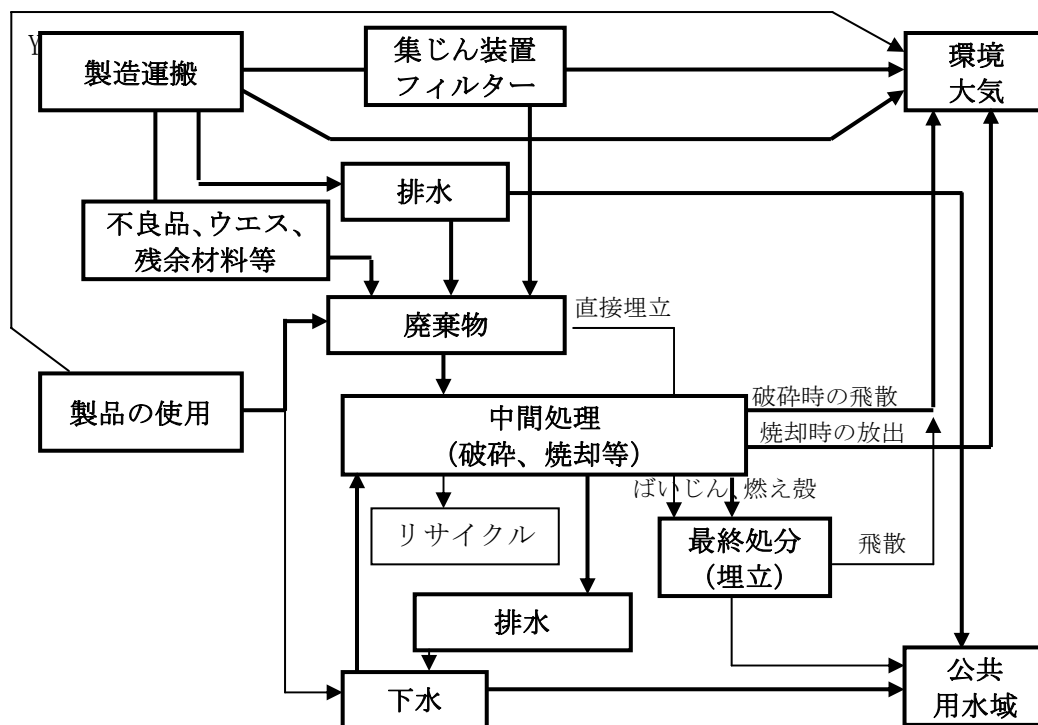 Y
製造運搬
集じん装置
フィルター
環境
大気
排水
不良品、ウエス、
残余材料等
直接埋立
廃棄物
製品の使用
中間処理
（破砕、焼却等）
破砕時の飛散
焼却時の放出
ばいじん、燃え殻
リサイクル
最終処分
（埋立）
飛散
排水
下水
公共
用水域